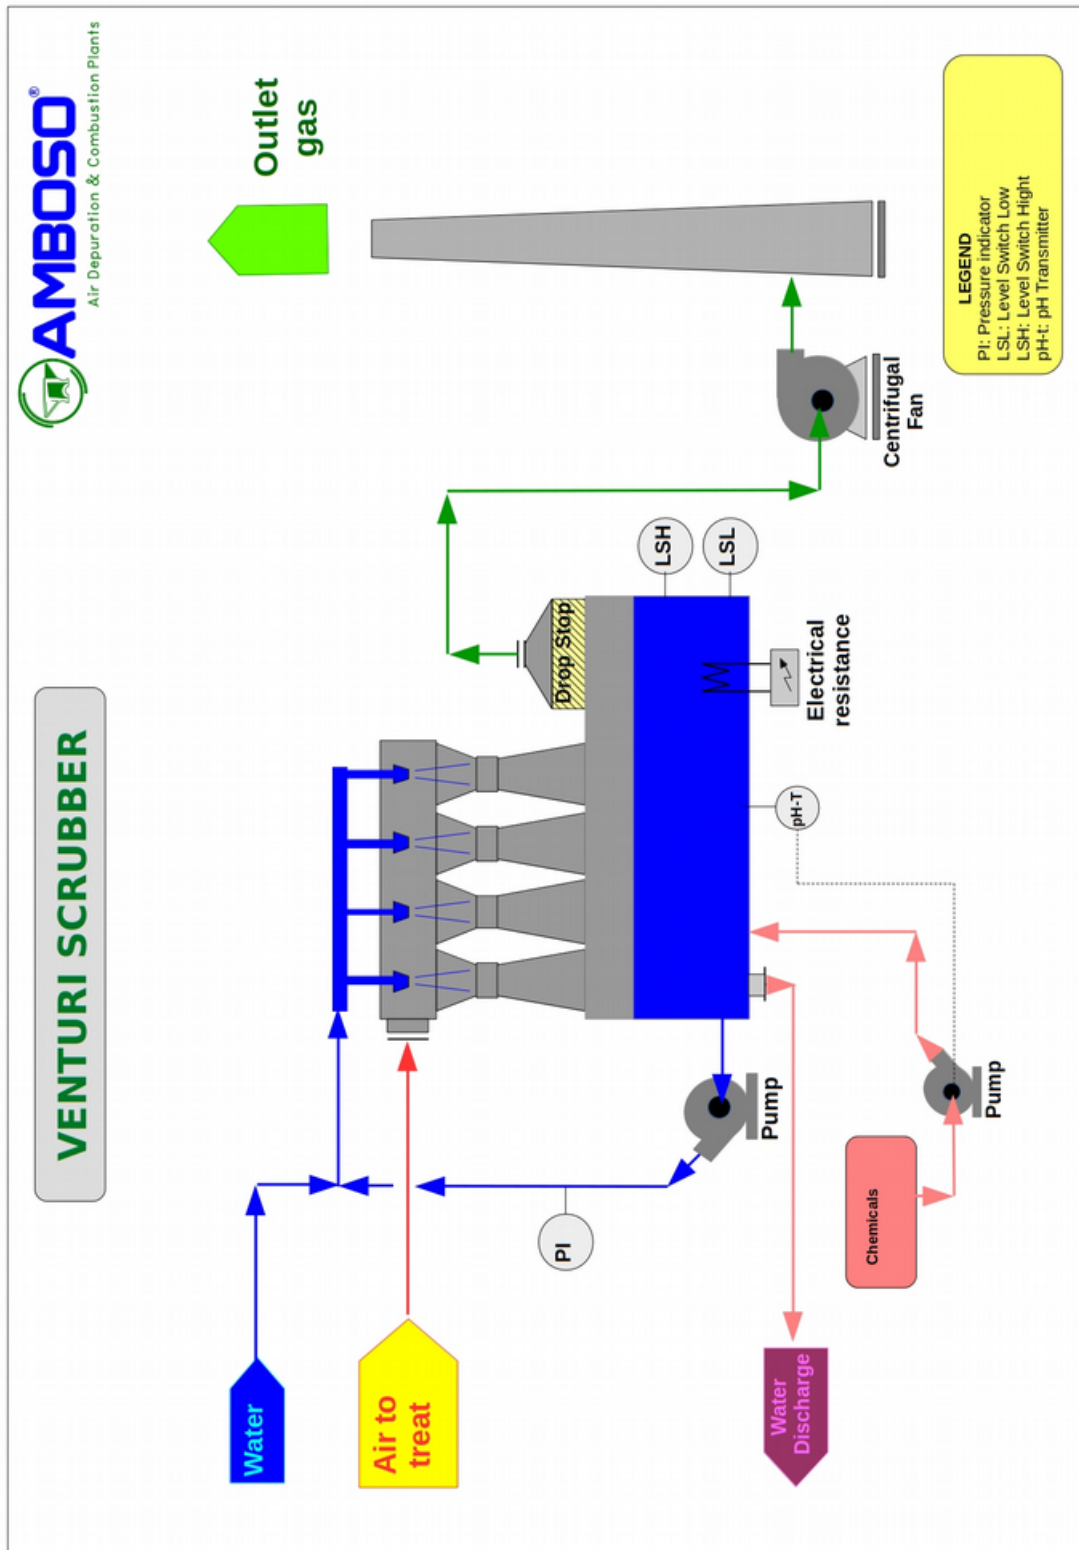 VENTURI SCRUBBER
AMBOSO®
Air Depuration & Combustion Plants
Outlet
gas
Water
Air to
treat
PI
Drop Stop
LSH
LSL
Electrical
resistance
pH-T
Centrifugal
Fan
Pump
Water
Discharge
Chemicals
Pump
LEGEND
PI: Pressure indicator
LSL: Level Switch Low
LSH: Level Switch Hight
pH-t: pH Transmitter